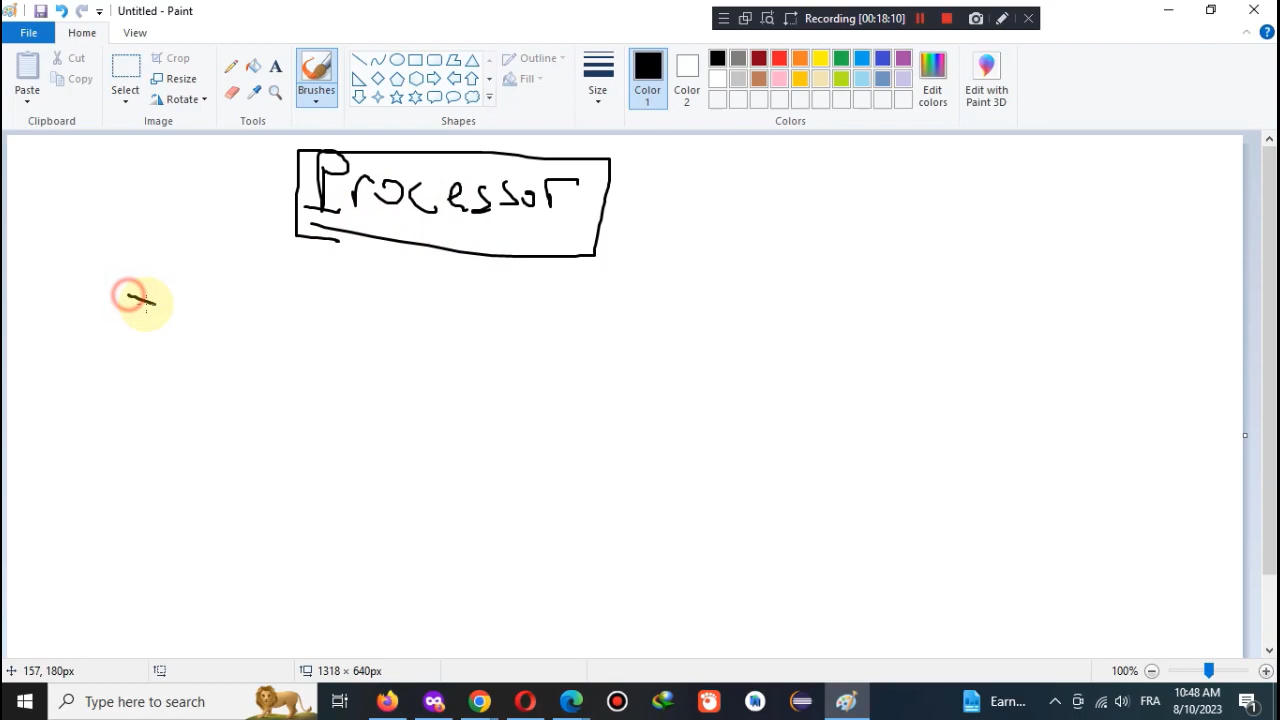 Untitled - Paint
Recording [00:18:10]
File
Home
View
Paste
Cut
Copy
Clipboard
Select
Crop
Resize
Rotate
Image
Tools
Brushes
Outline
Fill
Shapes
Size
Color
1
Color
2
Edit
colors
Edit with
Paint 3D
Colors
Processor
157, 180px
1318 × 640px
100%
Type here to search
Earn...
FRA
10:48 AM
8/10/2023
1